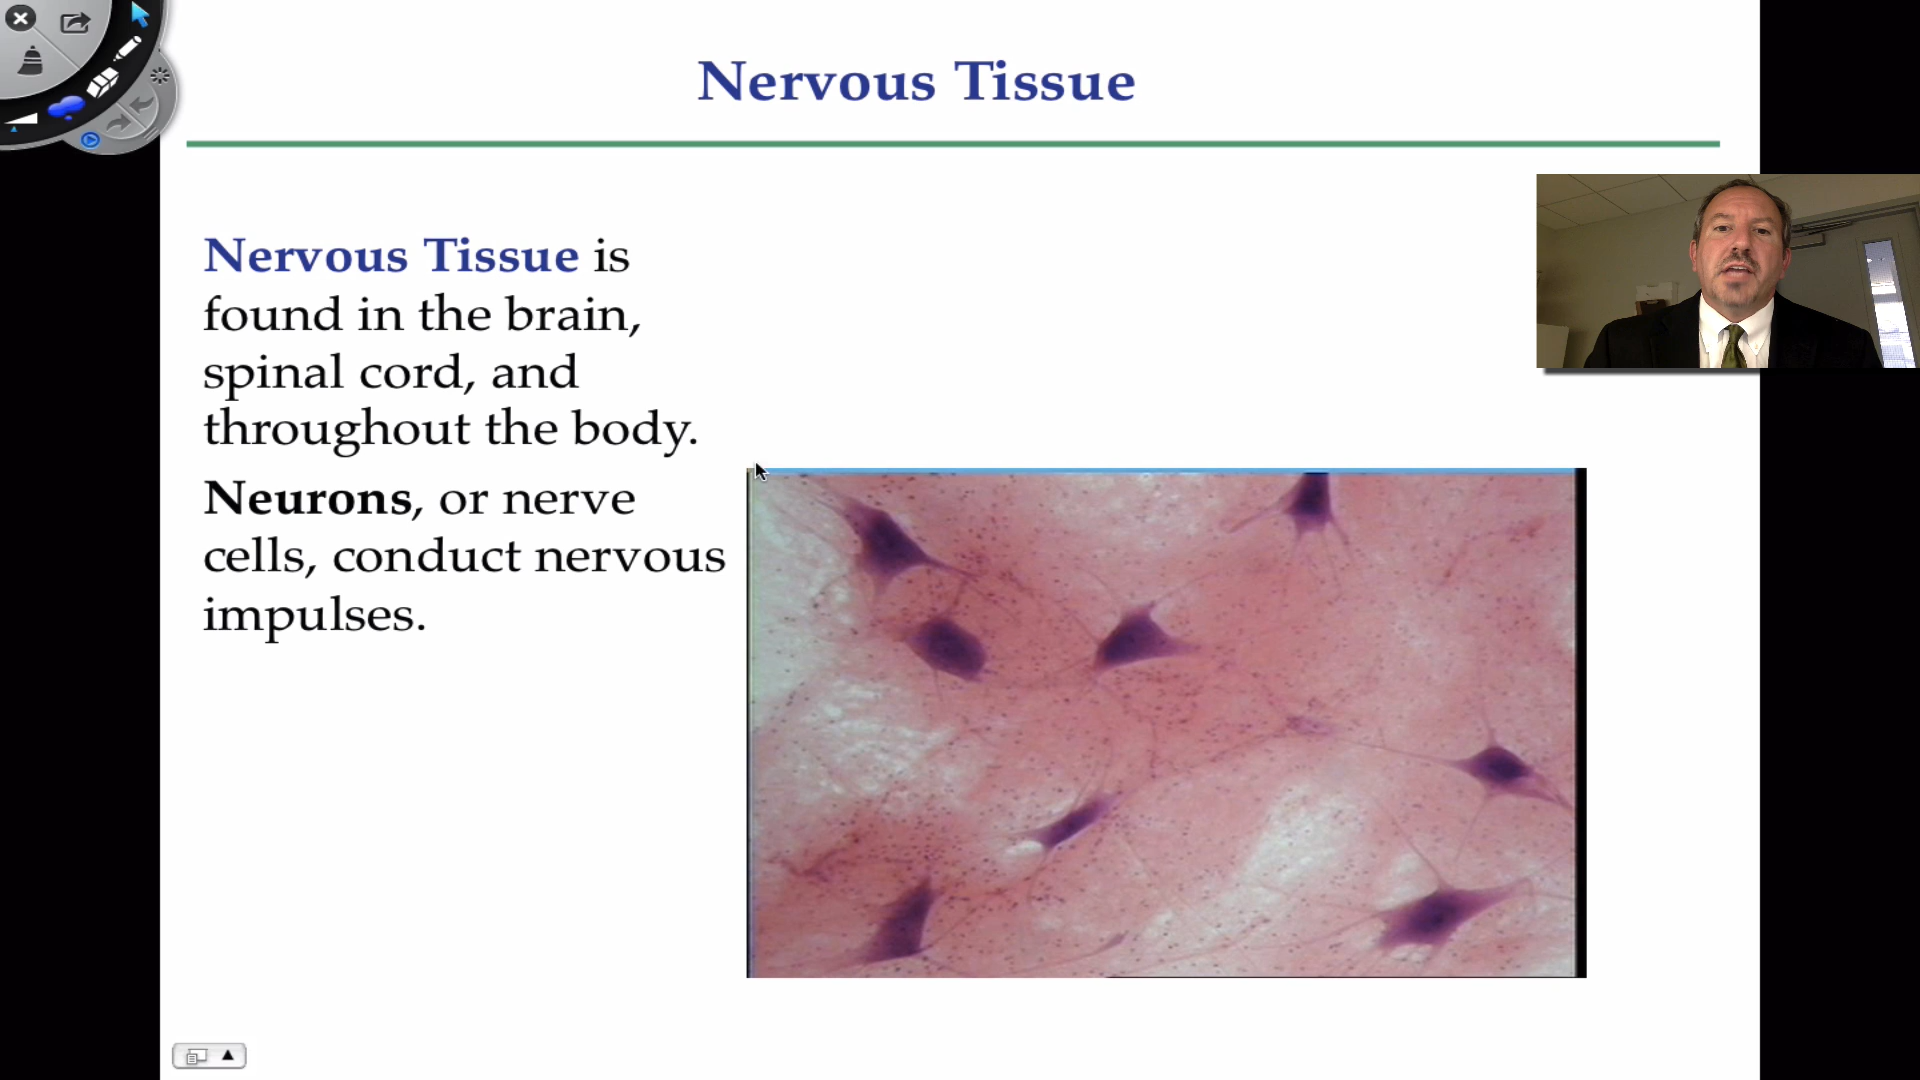 Nervous Tissue
Nervous Tissue is
found in the brain,
spinal cord, and
throughout the body.
Neurons, or nerve
cells, conduct nervous
impulses.